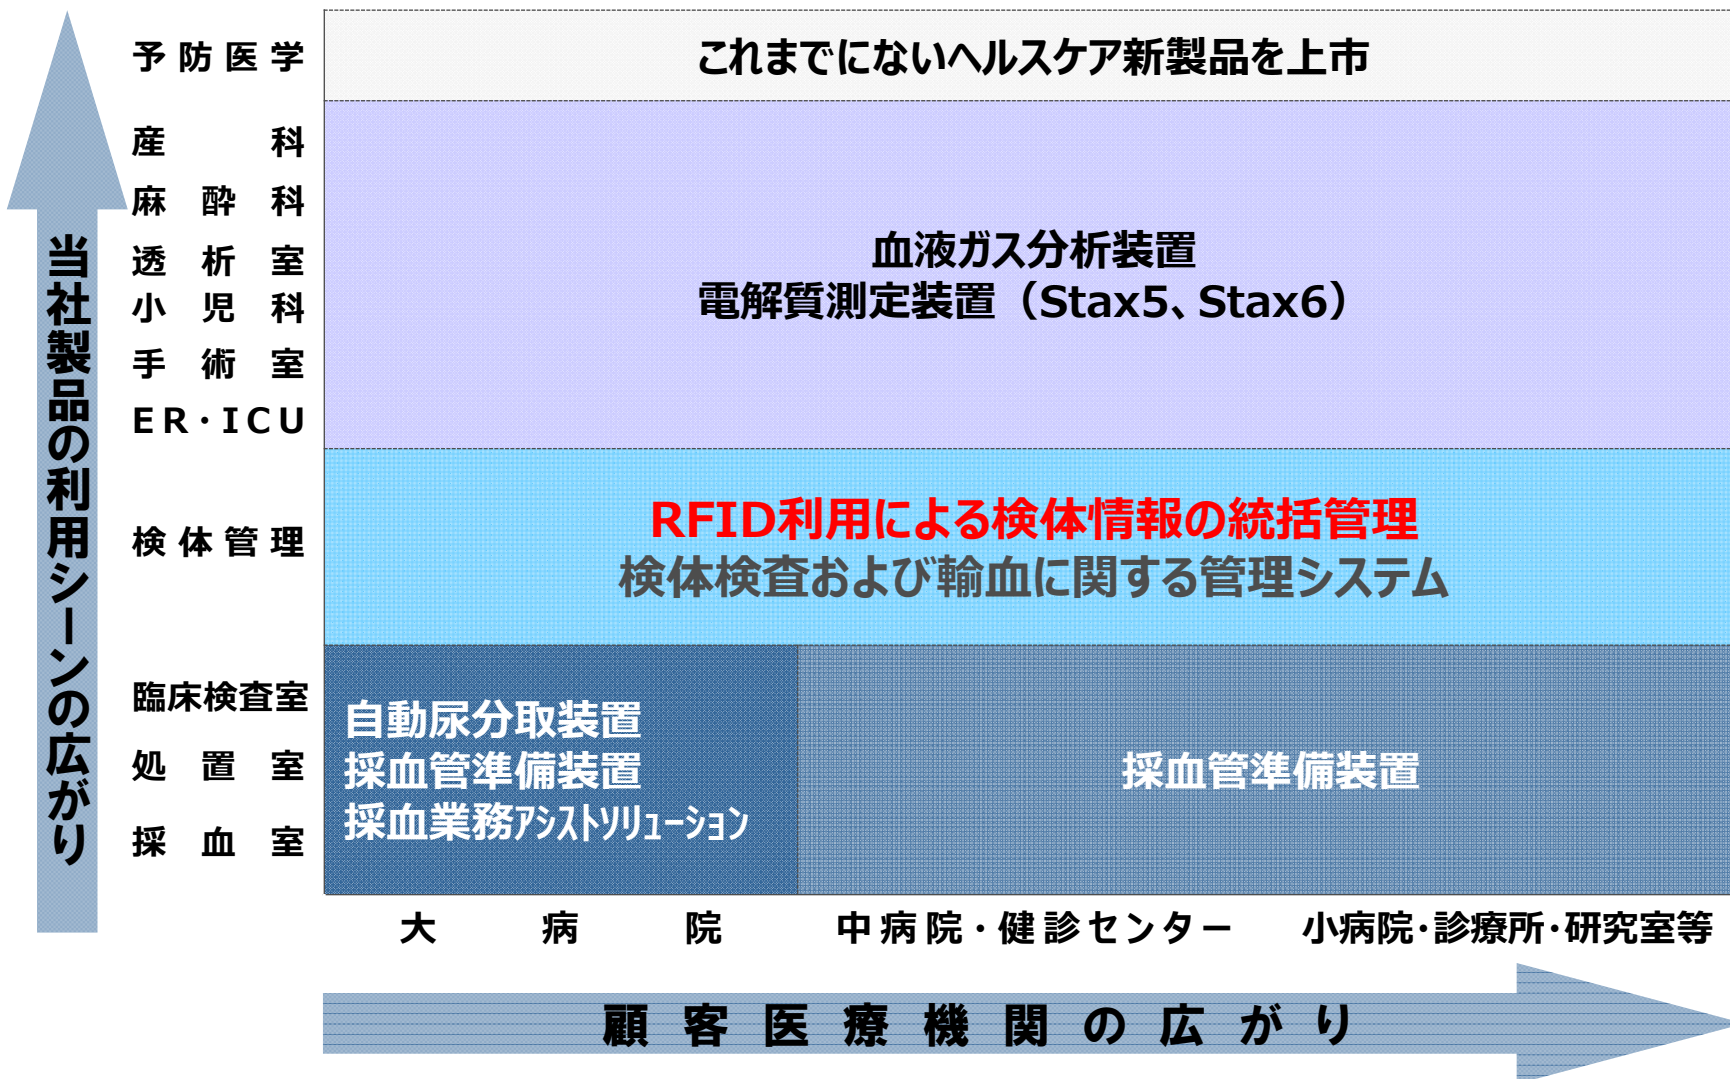 当社製品の利用シーンの広がり
予防医学
産科
麻酔科
透析室
小児科
手術室
ER・ICU
検体管理
臨床検査室
処置室
採血室
これまでにないヘルスケア新製品を上市
血液ガス分析装置
電解質測定装置（Stax5、Stax6）
RFID利用による検体情報の統括管理
検体検査および輸血に関する管理システム
自動尿分取装置
採血管準備装置
採血業務ｱｼｽﾄｿﾘｭｰｼｮﾝ
採血管準備装置
大病院
中病院・健診センター
小病院・診療所・研究室等
顧客医療機関の広がり